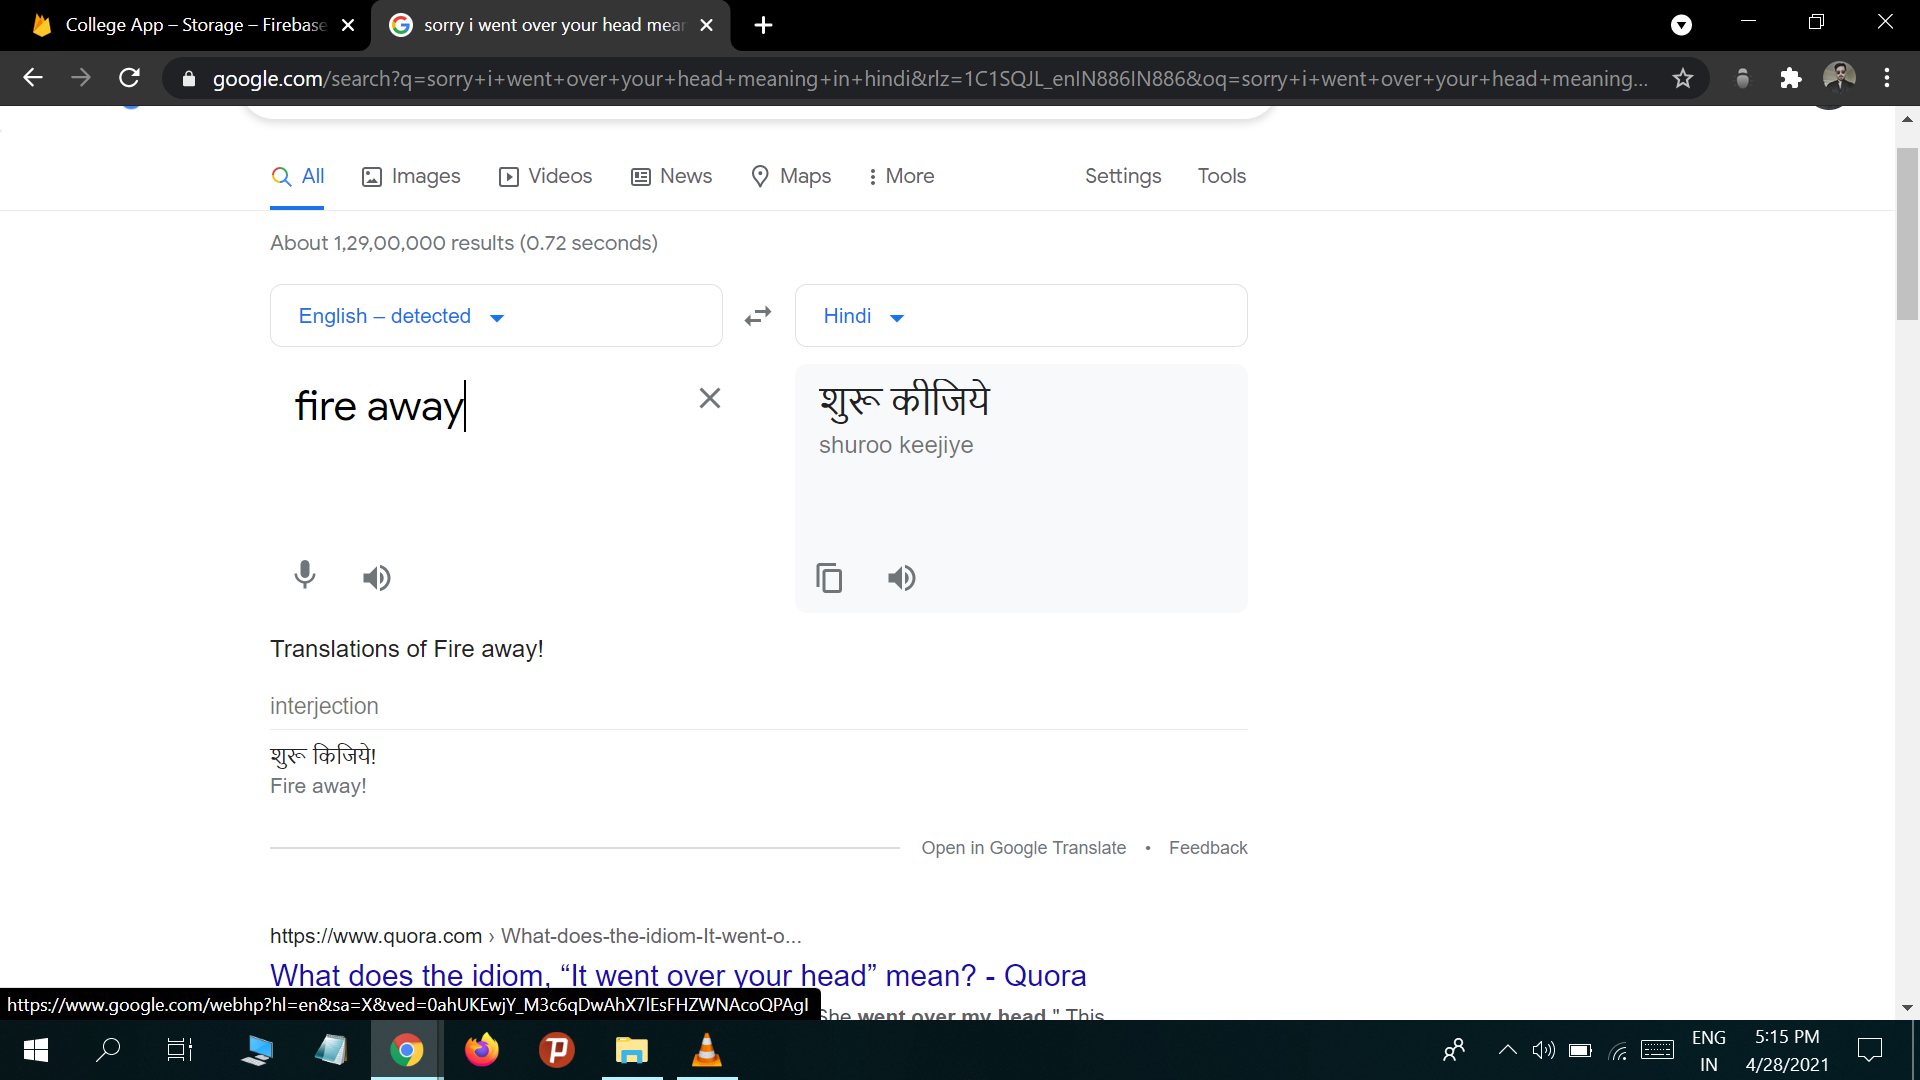 College App – Storage – Firebase
sorry i went over your head mean
google.com/search?q=sorry+i+went+over+your+head+meaning+in+hindi&rlz=1C1SQJL_enIN886IN886&oq=sorry+i+went+over+your+head+meaning...
All Images Videos News Maps More Settings Tools
About 1,29,00,000 results (0.72 seconds)
English – detected Hindi
fire away
शुरू कीजिये
shuroo keejiye
Translations of Fire away!
interjection
शुरू किजिये!
Fire away!
Open in Google Translate • Feedback
https://www.quora.com › What-does-the-idiom-It-went-o...
What does the idiom, “It went over your head” mean? - Quora
https://www.google.com/webhp?hl=en&sa=X&ved=0ahUKEwjY_M3c6qDwAhX7lEsFHZWNAcoQPAgI
She went over my head." This
ENG 5:15 PM
IN 4/28/2021